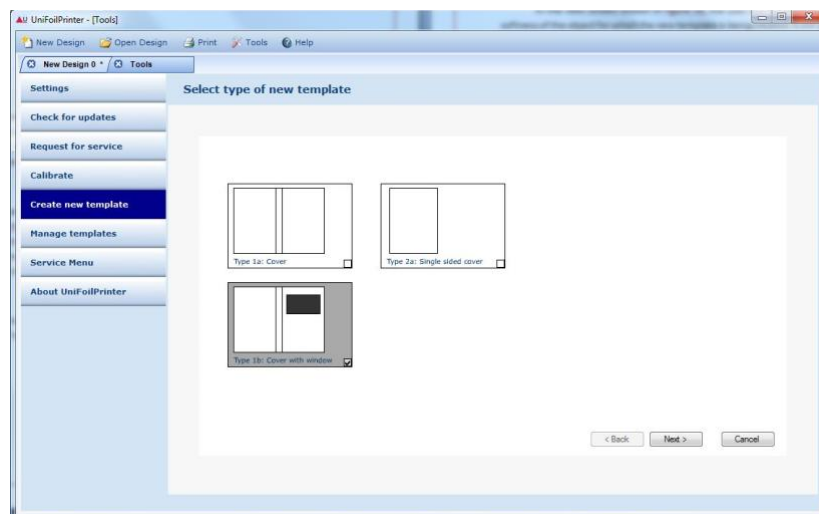 UniFoilPrinter - [Tools]
New Design Open Design Print Tools Help
New Design 0 * Tools
Settings
Check for updates
Request for service
Calibrate
Create new template
Manage templates
Service Menu
About UniFoilPrinter
Select type of new template
Type 1a: Cover
Type 2a: Single sided cover
Type 1b: Cover with window
< Back Next > Cancel